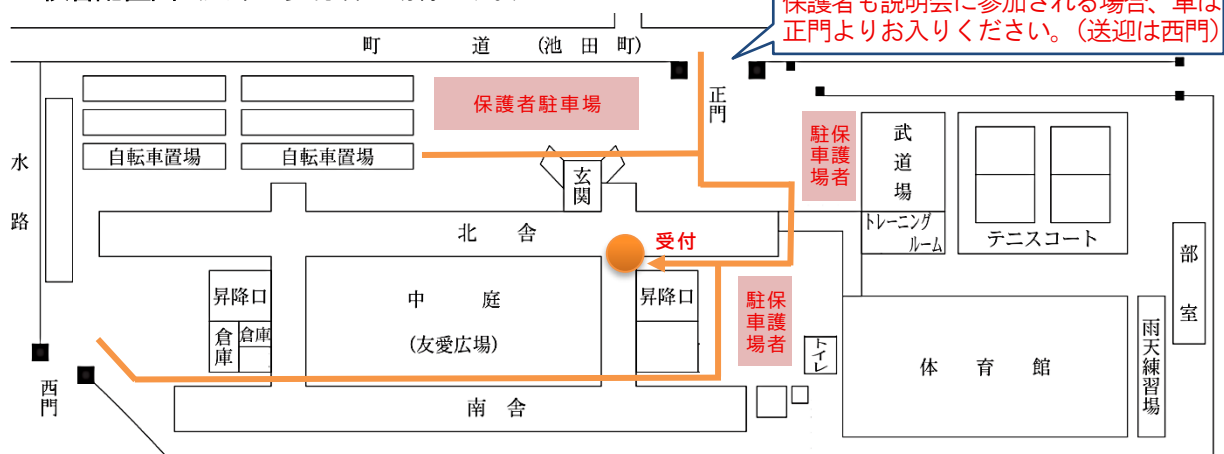 保護者も説明会に参加される場合、車は
正門よりお入りください。（送迎は西門）
町道（池田町）
正門
保護者駐車場
保護者駐車場
武道場
水路
自転車置場
自転車置場
玄関
トレーニングルーム
テニスコート
北舎
受付
部室
昇降口
中庭
（友愛広場）
昇降口
保護者駐車場
倉庫
倉庫
トイレ
体育館
雨天練習場
西門
南舎